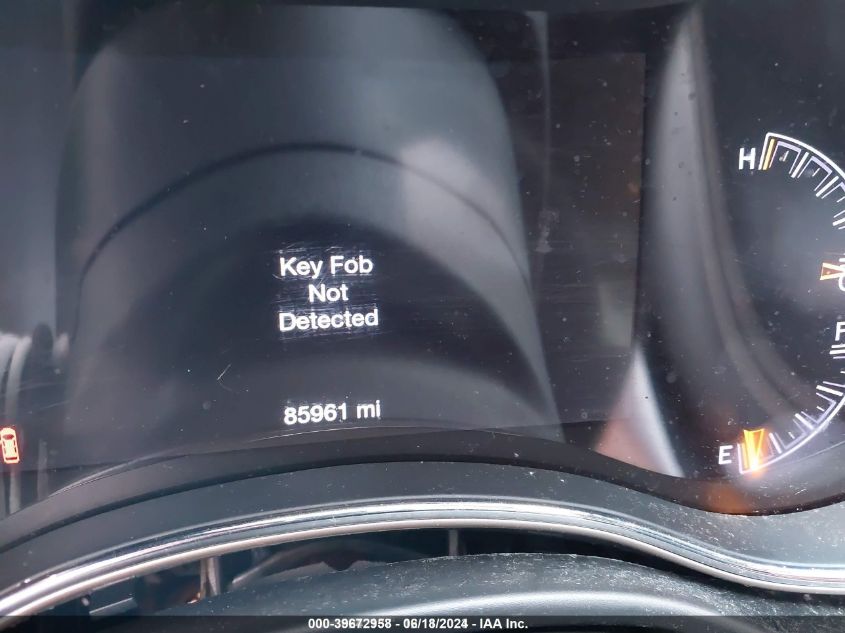 Key Fob
Not
Detected
85961 mi
H
F
E
000-39672958 - 06/18/2024 - IAA Inc.